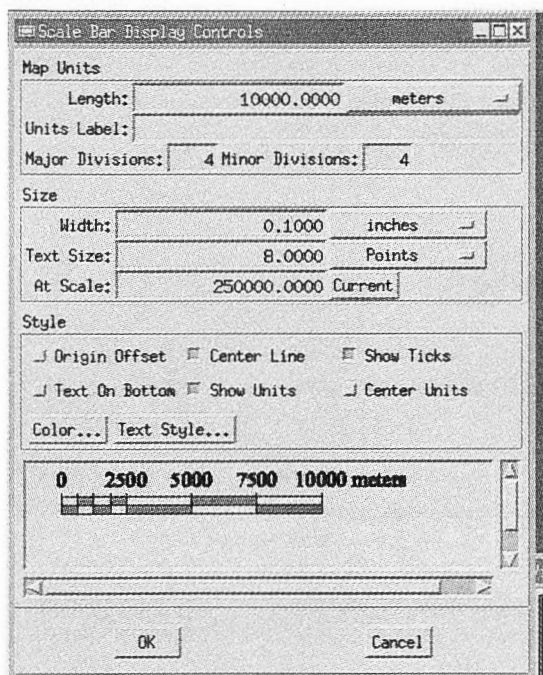 Scale Bar Display Controls
Map Units
Length: 10000.0000 meters
Units Label:
Major Divisions: 4 Minor Divisions: 4
Size
Width: 0.1000 inches
Text Size: 8.0000 Points
At Scale: 250000.0000 Current
Style
Origin Offset Center Line Show Ticks
Text On Bottom Show Units Center Units
Color... Text Style...
0 2500 5000 7500 10000 meters
OK Cancel